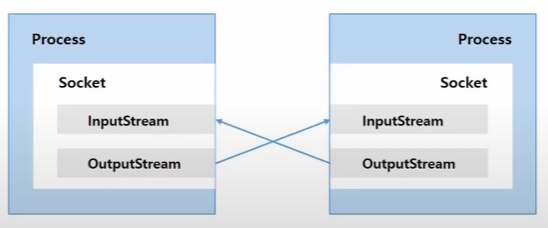 Process
Socket
InputStream
OutputStream
Process
Socket
InputStream
OutputStream